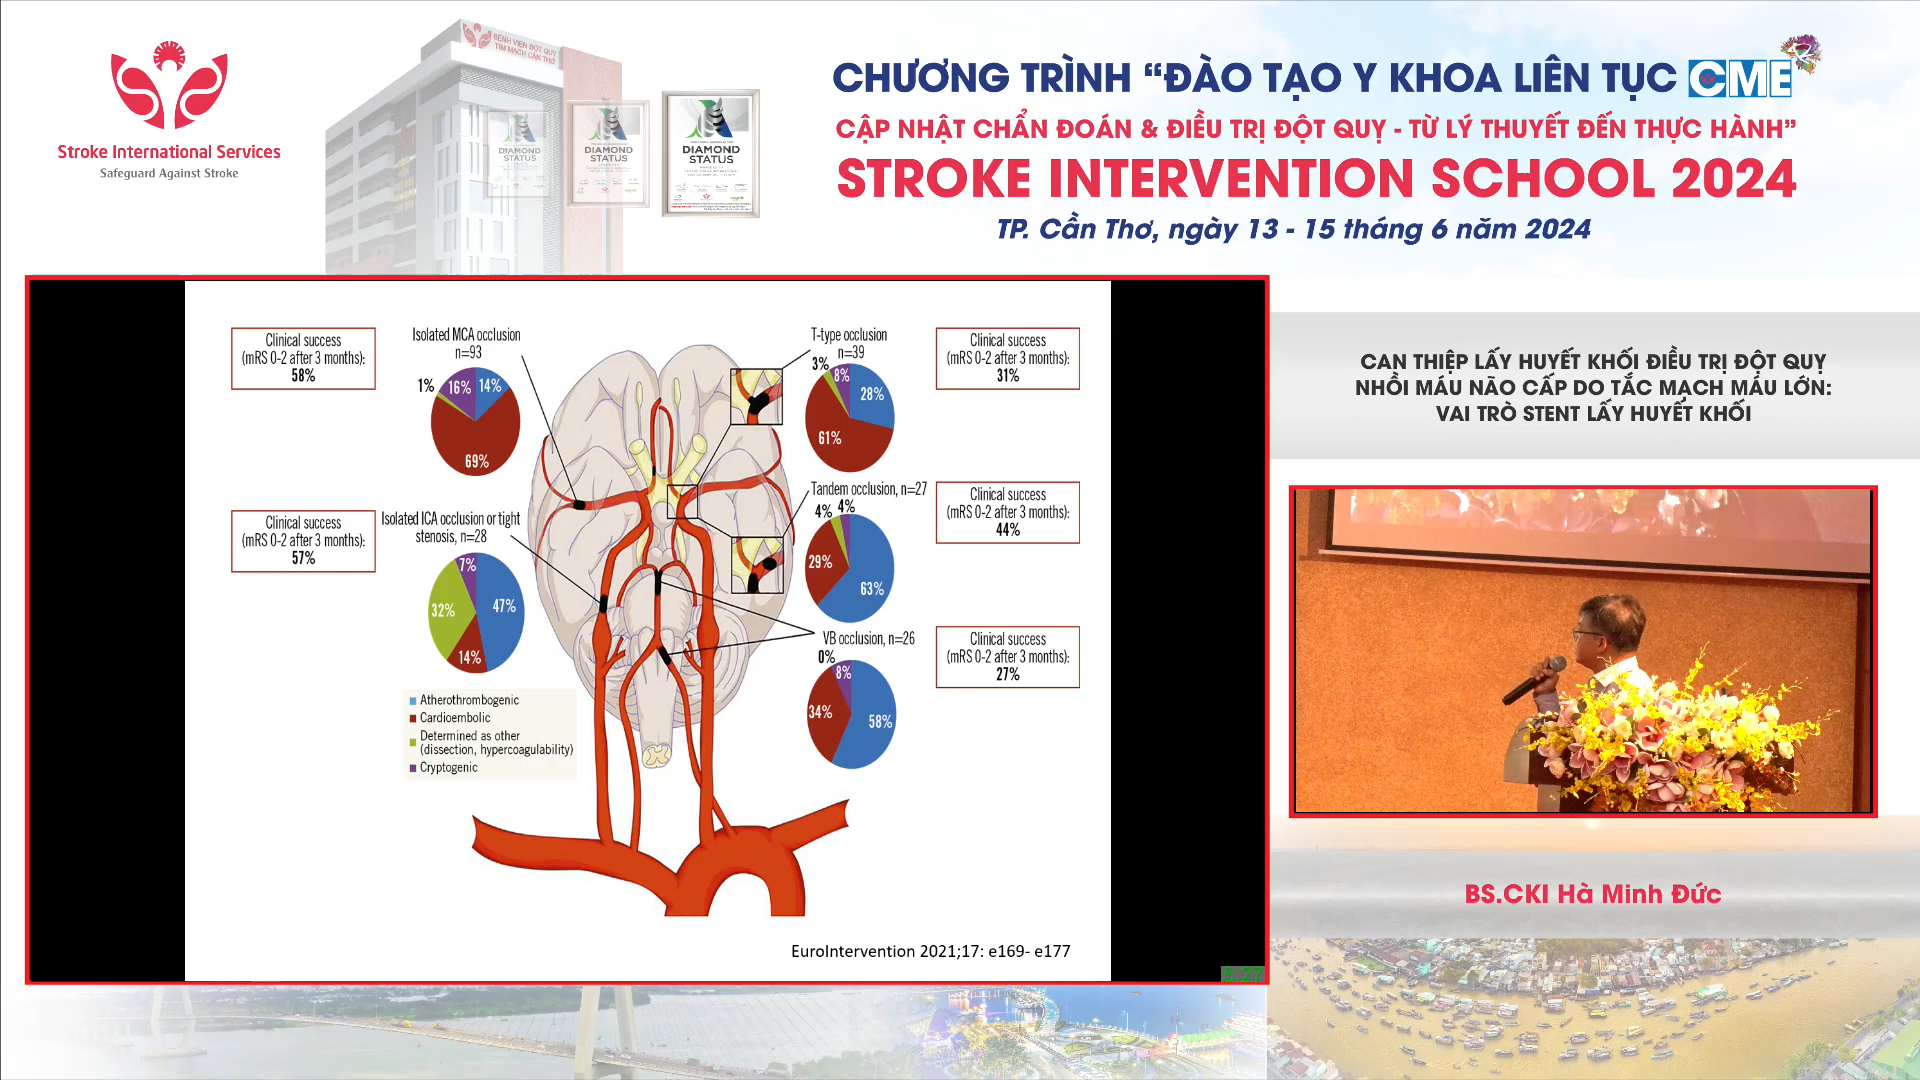 BỆNH VIỆN ĐỘT QUỴ
TIM MẠCH CẦN THƠ
Stroke International Services
Safeguard Against Stroke
DIAMOND
STATUS
DIAMOND
STATUS
DIAMOND
STATUS
CHƯƠNG TRÌNH “ĐÀO TẠO Y KHOA LIÊN TỤC CME
CẬP NHẬT CHẨN ĐOÁN & ĐIỀU TRỊ ĐỘT QUỴ - TỪ LÝ THUYẾT ĐẾN THỰC HÀNH”
STROKE INTERVENTION SCHOOL 2024
TP. Cần Thơ, ngày 13 - 15 tháng 6 năm 2024
Clinical success
(mRS 0-2 after 3 months):
58%
Isolated MCA occlusion
n=93
1%
16%
14%
69%
T-type occlusion
n=39
3%
8%
28%
61%
Clinical success
(mRS 0-2 after 3 months):
31%
Clinical success
(mRS 0-2 after 3 months):
57%
Isolated ICA occlusion or tight
stenosis, n=28
7%
32%
47%
14%
Tandem occlusion, n=27
4%
4%
29%
63%
Clinical success
(mRS 0-2 after 3 months):
44%
VB occlusion, n=26
0%
8%
34%
58%
Clinical success
(mRS 0-2 after 3 months):
27%
Atherothrombogenic
Cardioembolic
Determined as other
(dissection, hypercoagulability)
Cryptogenic
EuroIntervention 2021;17: e169- e177
CAN THIỆP LẤY HUYẾT KHỐI ĐIỀU TRỊ ĐỘT QUỴ
NHỒI MÁU NÃO CẤP DO TẮC MẠCH MÁU LỚN:
VAI TRÒ STENT LẤY HUYẾT KHỐI
BS.CKI Hà Minh Đức